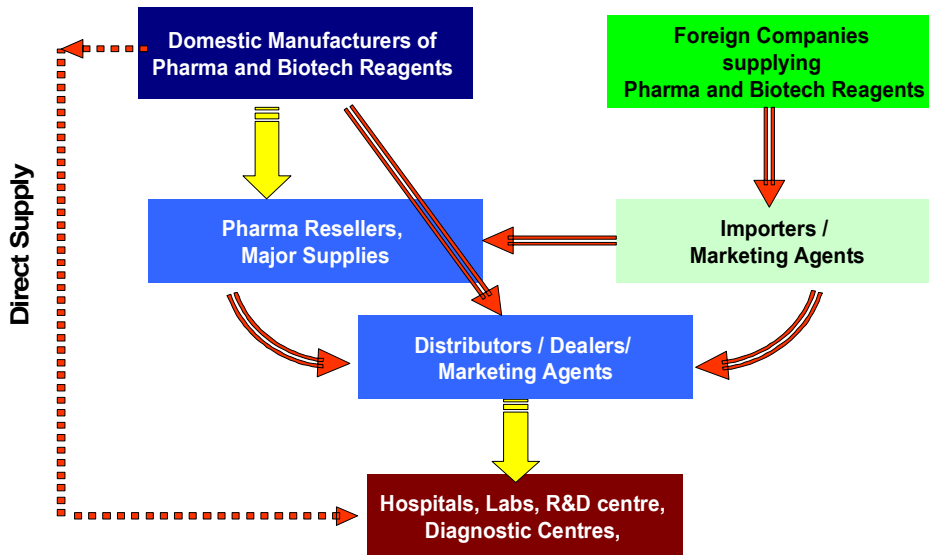 Domestic Manufacturers of
Pharma and Biotech Reagents
Foreign Companies
supplying
Pharma and Biotech Reagents
Direct Supply
Pharma Resellers,
Major Supplies
Importers /
Marketing Agents
Distributors / Dealers/
Marketing Agents
Hospitals, Labs, R&D centre,
Diagnostic Centres,